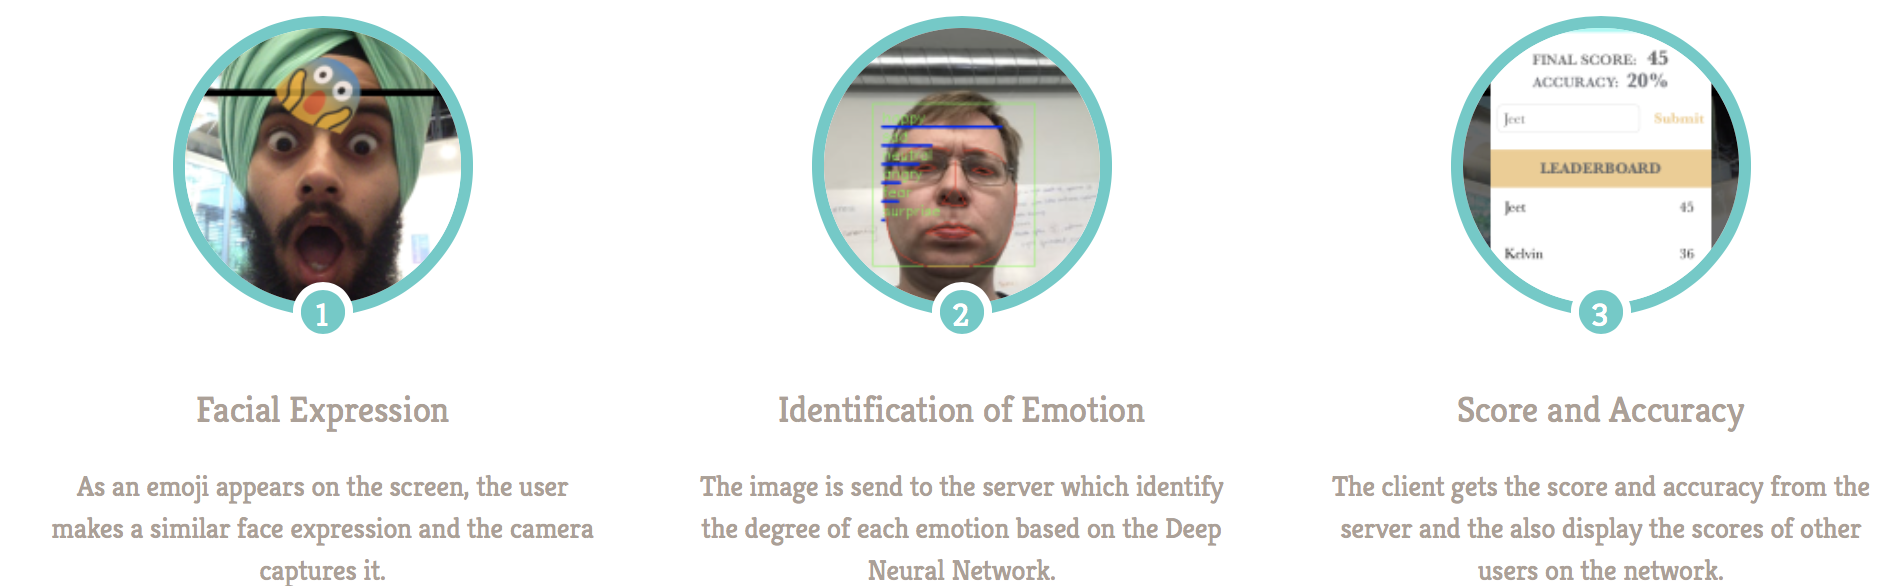 happy
neutral
angry
fear
surprise
FINAL SCORE: 45
ACCURACY: 20%
Jeet
Submit
LEADERBOARD
Jeet 45
Kelvin 36
1
2
3
Facial Expression
As an emoji appears on the screen, the user
makes a similar face expression and the camera
captures it.
Identification of Emotion
The image is send to the server which identify
the degree of each emotion based on the Deep
Neural Network.
Score and Accuracy
The client gets the score and accuracy from the
server and the also display the scores of other
users on the network.